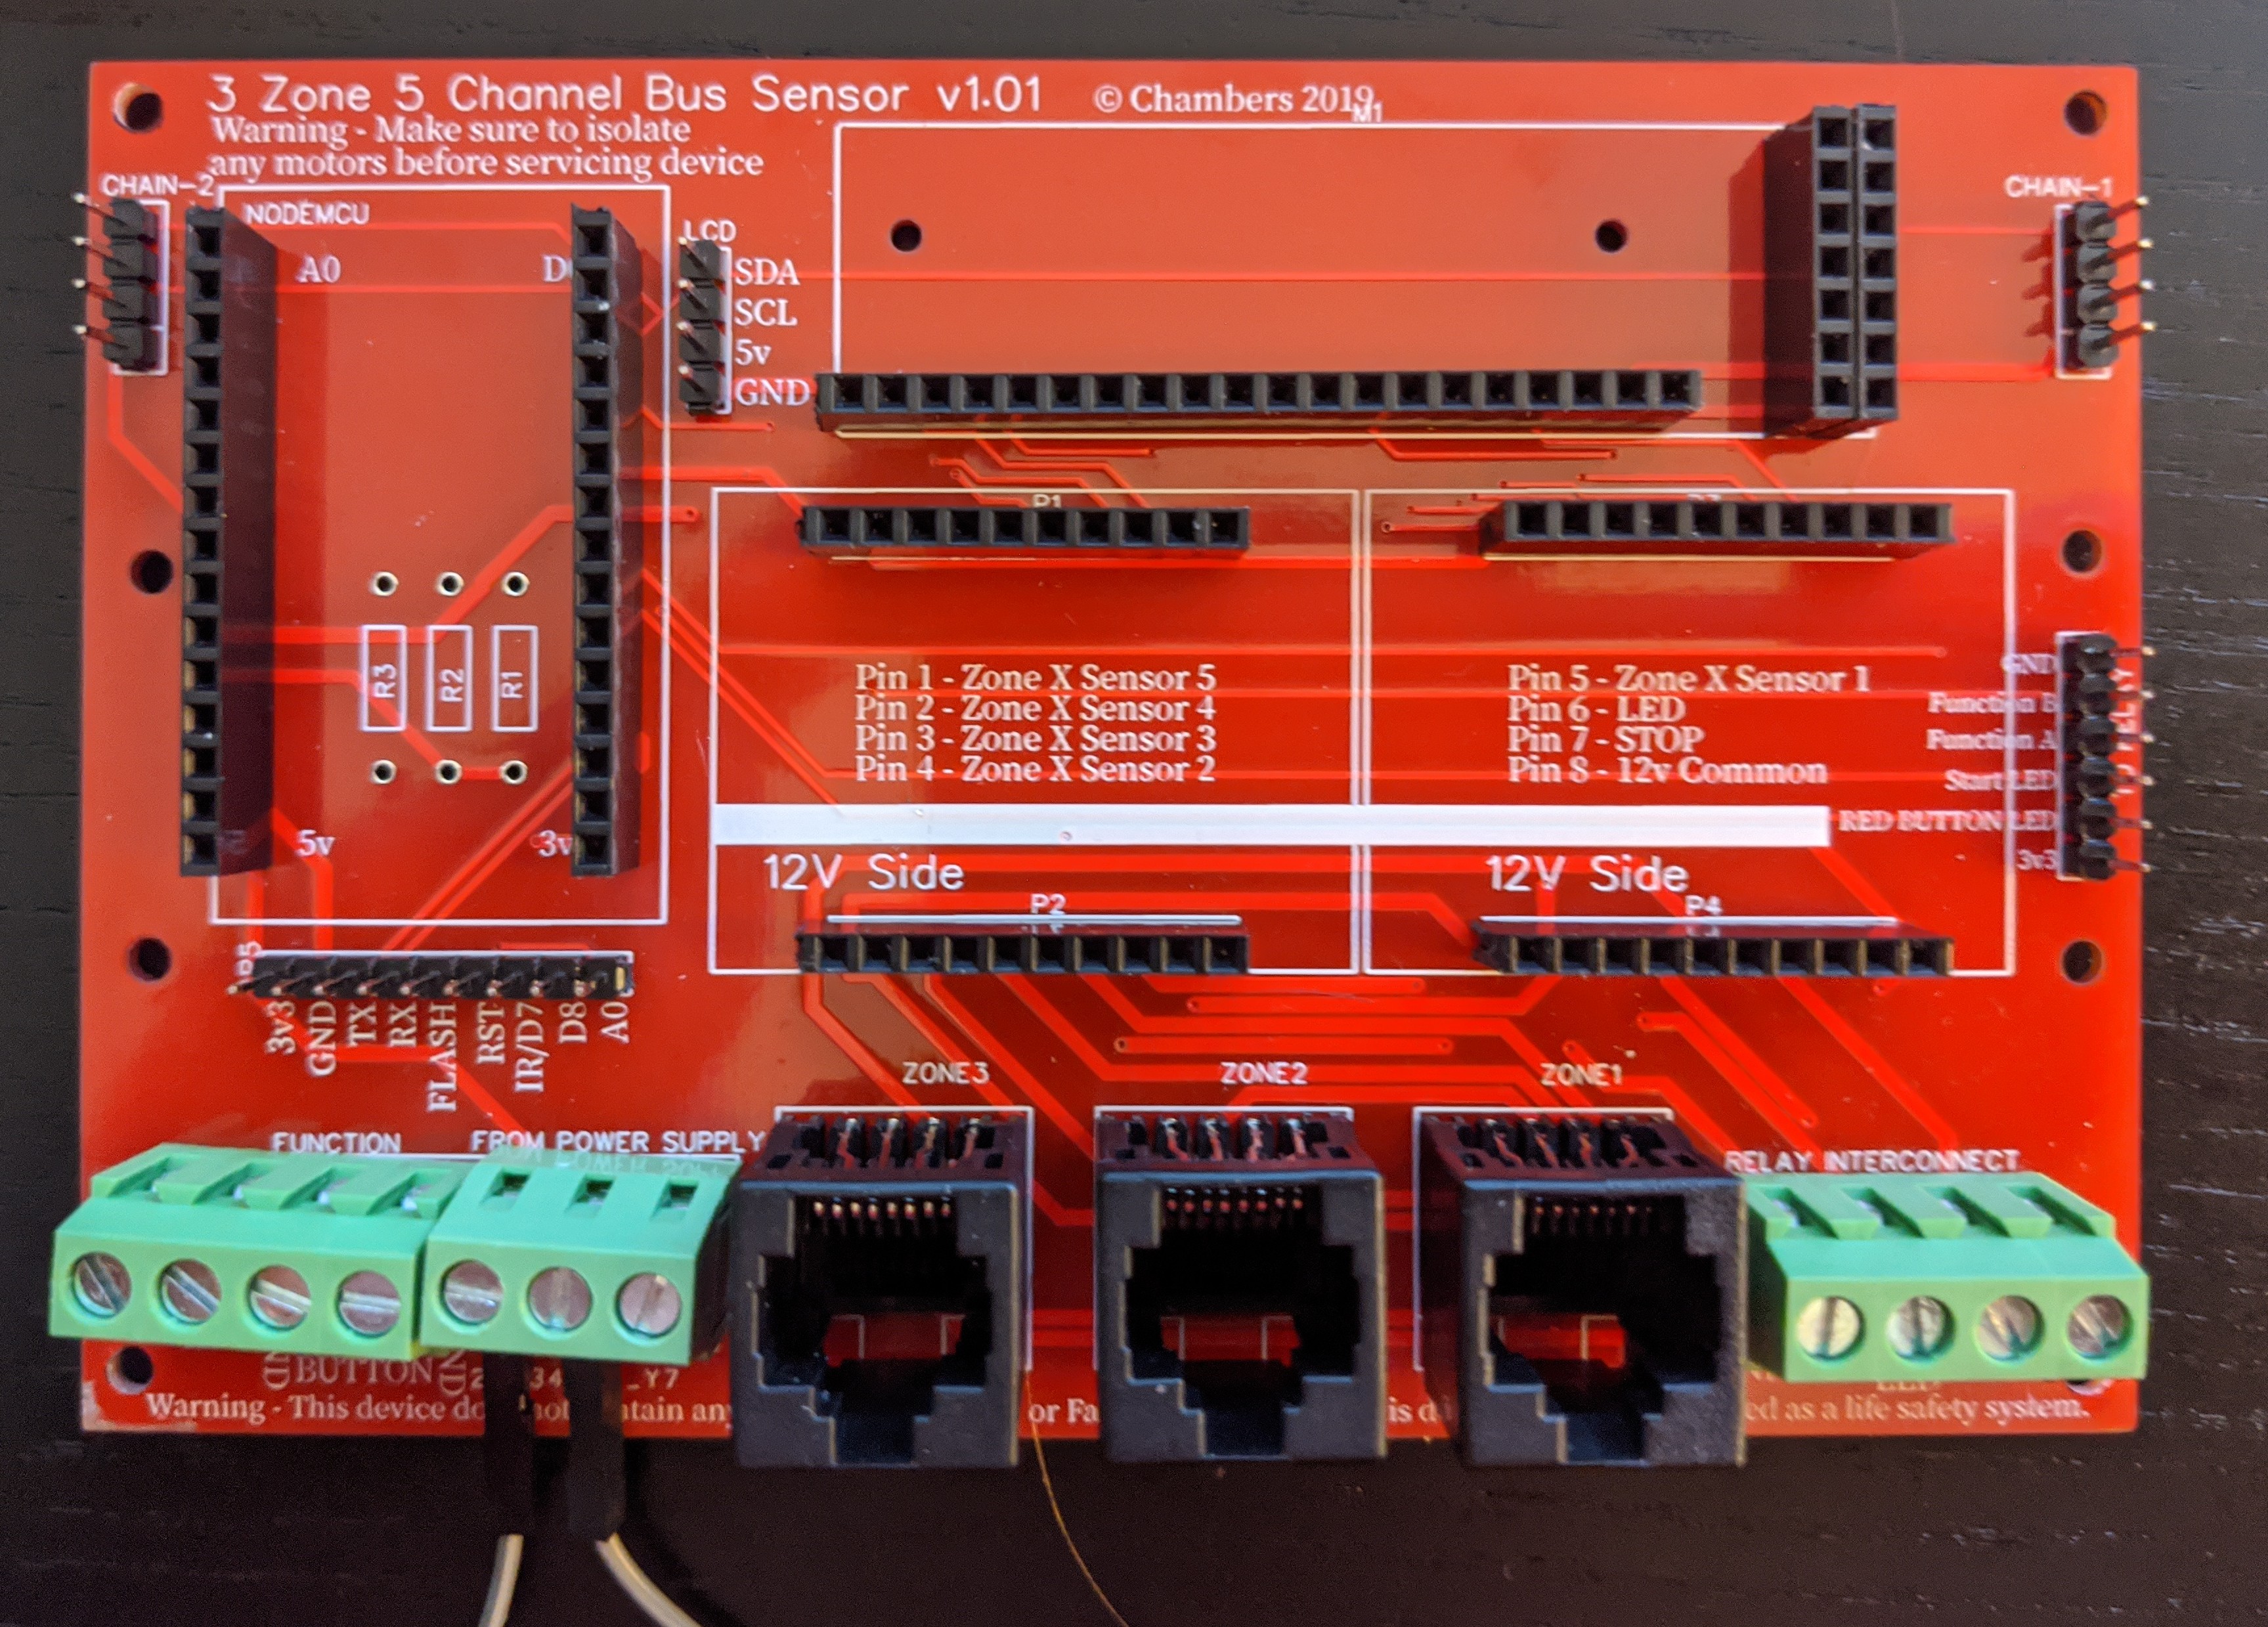 3 Zone 5 Channel Bus Sensor v1.01
© Chambers 2019
M1
Warning - Make sure to isolate
any motors before servicing device
CHAIN-2
CHAIN-1
NODEMCU
A0
LCD
SDA
SCL
5v
GND
P1
R3
R2
R1
Pin 1 - Zone X Sensor 5
Pin 2 - Zone X Sensor 4
Pin 3 - Zone X Sensor 3
Pin 4 - Zone X Sensor 2
Pin 5 - Zone X Sensor 1
Pin 6 - LED
Pin 7 - STOP
Pin 8 - 12v Common
GND
Function B
Function A
Start LED
RED BUTTON LED
3v3
5v
3v
12V Side
12V Side
P2
P4
3v3
GND
TX
RX
FLASH
RST
IR/D7
D8
A0
ZONE3
ZONE2
ZONE1
FUNCTION
FROM POWER SUPPLY
RELAY INTERCONNECT
BUTTON
Warning - This device
or
ed as a life safety system.